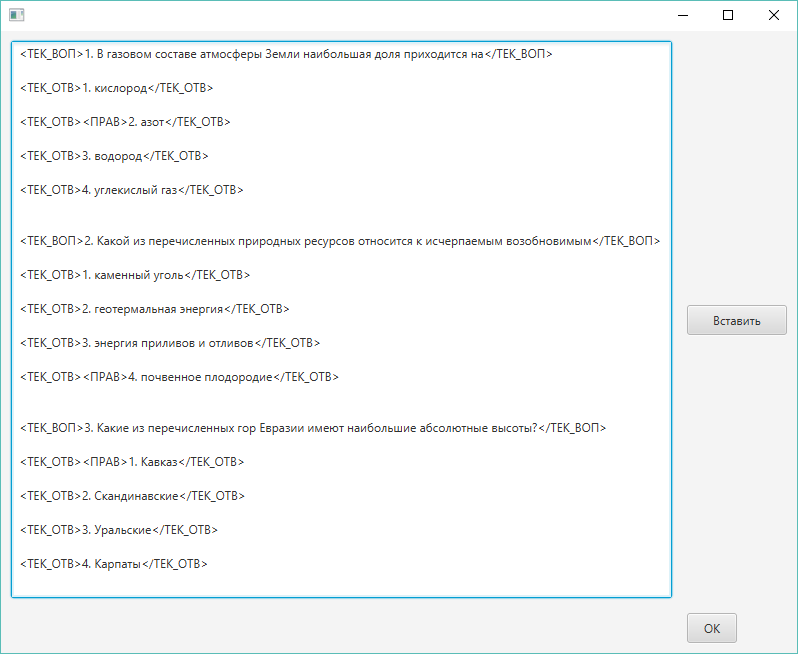 <ТЕК_ВОП>1. В газовом составе атмосферы Земли наибольшая доля приходится на</ТЕК_ВОП>
<ТЕК_ОТВ>1. кислород</ТЕК_ОТВ>
<ТЕК_ОТВ><ПРАВ>2. азот</ТЕК_ОТВ>
<ТЕК_ОТВ>3. водород</ТЕК_ОТВ>
<ТЕК_ОТВ>4. углекислый газ</ТЕК_ОТВ>
<ТЕК_ВОП>2. Какой из перечисленных природных ресурсов относится к исчерпаемым возобновимым</ТЕК_ВОП>
<ТЕК_ОТВ>1. каменный уголь</ТЕК_ОТВ>
<ТЕК_ОТВ>2. геотермальная энергия</ТЕК_ОТВ>
<ТЕК_ОТВ>3. энергия приливов и отливов</ТЕК_ОТВ>
Вставить
<ТЕК_ОТВ><ПРАВ>4. почвенное плодородие</ТЕК_ОТВ>
<ТЕК_ВОП>3. Какие из перечисленных гор Евразии имеют наибольшие абсолютные высоты?</ТЕК_ВОП>
<ТЕК_ОТВ><ПРАВ>1. Кавказ</ТЕК_ОТВ>
<ТЕК_ОТВ>2. Скандинавские</ТЕК_ОТВ>
<ТЕК_ОТВ>3. Уральские</ТЕК_ОТВ>
<ТЕК_ОТВ>4. Карпаты</ТЕК_ОТВ>
OK